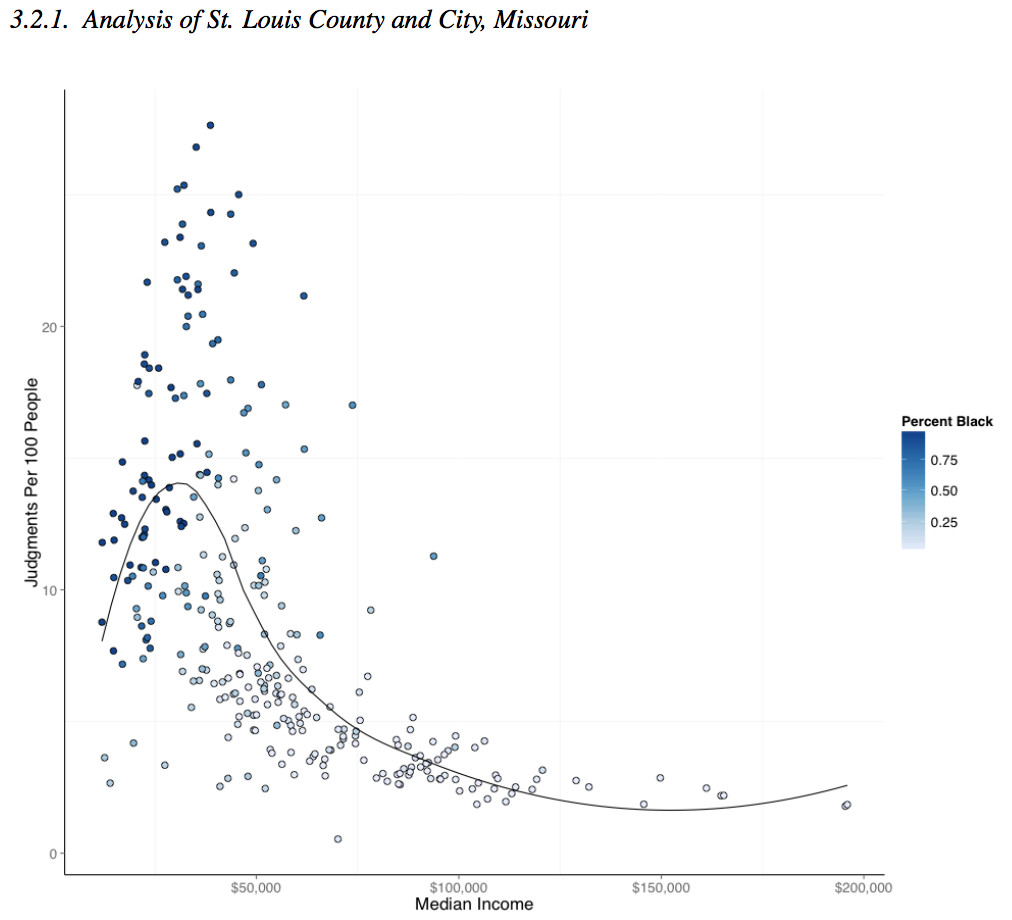 3.2.1. Analysis of St. Louis County and City, Missouri
Judgments Per 100 People
20
10
0
$50,000
$100,000
$150,000
$200,000
Median Income
Percent Black
0.75
0.50
0.25